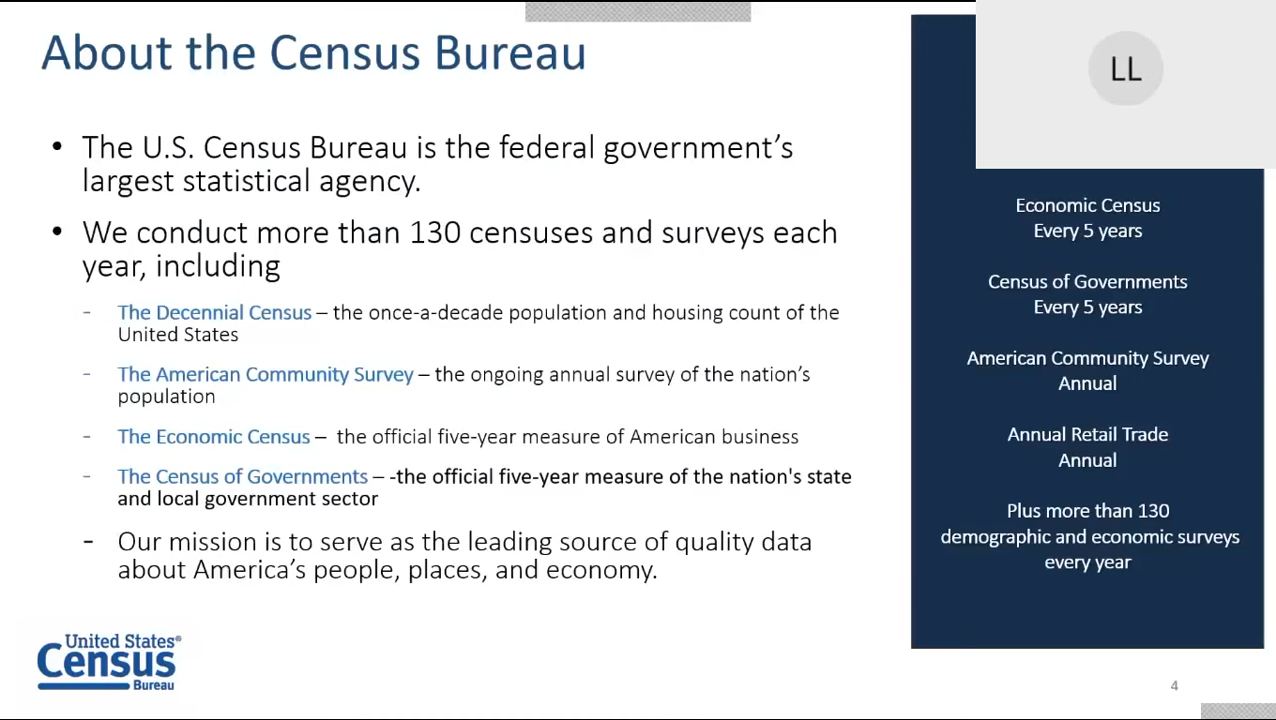 About the Census Bureau
• The U.S. Census Bureau is the federal government’s
largest statistical agency.
• We conduct more than 130 censuses and surveys each
year, including
- The Decennial Census – the once-a-decade population and housing count of the
United States
- The American Community Survey – the ongoing annual survey of the nation’s
population
- The Economic Census – the official five-year measure of American business
- The Census of Governments – -the official five-year measure of the nation's state
and local government sector
- Our mission is to serve as the leading source of quality data
about America’s people, places, and economy.
LL
Economic Census
Every 5 years
Census of Governments
Every 5 years
American Community Survey
Annual
Annual Retail Trade
Annual
Plus more than 130
demographic and economic surveys
every year
United States®
Census
Bureau
4